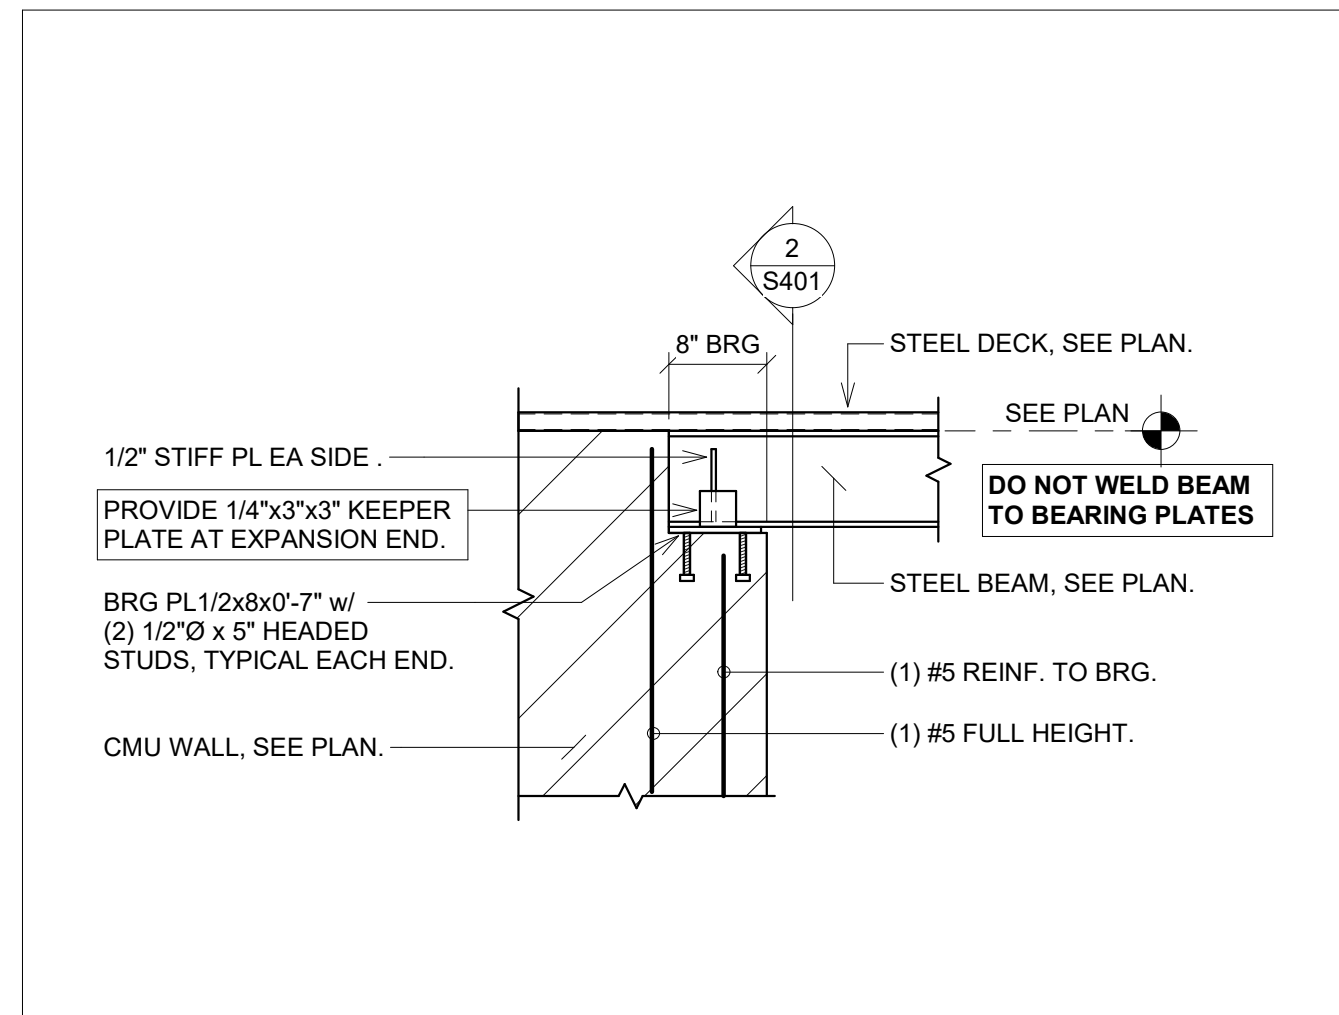 2
S401
8" BRG
STEEL DECK, SEE PLAN.
SEE PLAN
1/2" STIFF PL EA SIDE .
DO NOT WELD BEAM
TO BEARING PLATES
PROVIDE 1/4"x3"x3" KEEPER
PLATE AT EXPANSION END.
STEEL BEAM, SEE PLAN.
BRG PL1/2x8x0'-7" w/
(2) 1/2"Ø x 5" HEADED
STUDS, TYPICAL EACH END.
(1) #5 REINF. TO BRG.
(1) #5 FULL HEIGHT.
CMU WALL, SEE PLAN.